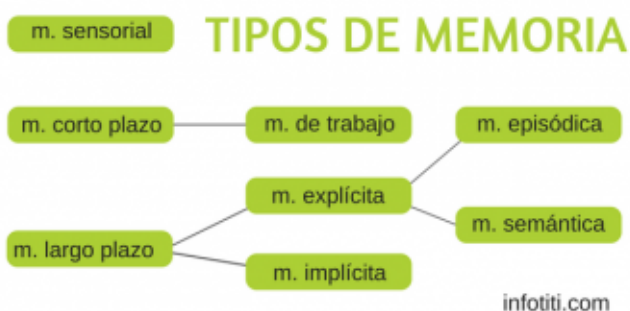 m. sensorial
TIPOS DE MEMORIA
m. corto plazo
m. de trabajo
m. episódica
m. explícita
m. semántica
m. largo plazo
m. implícita
infotiti.com